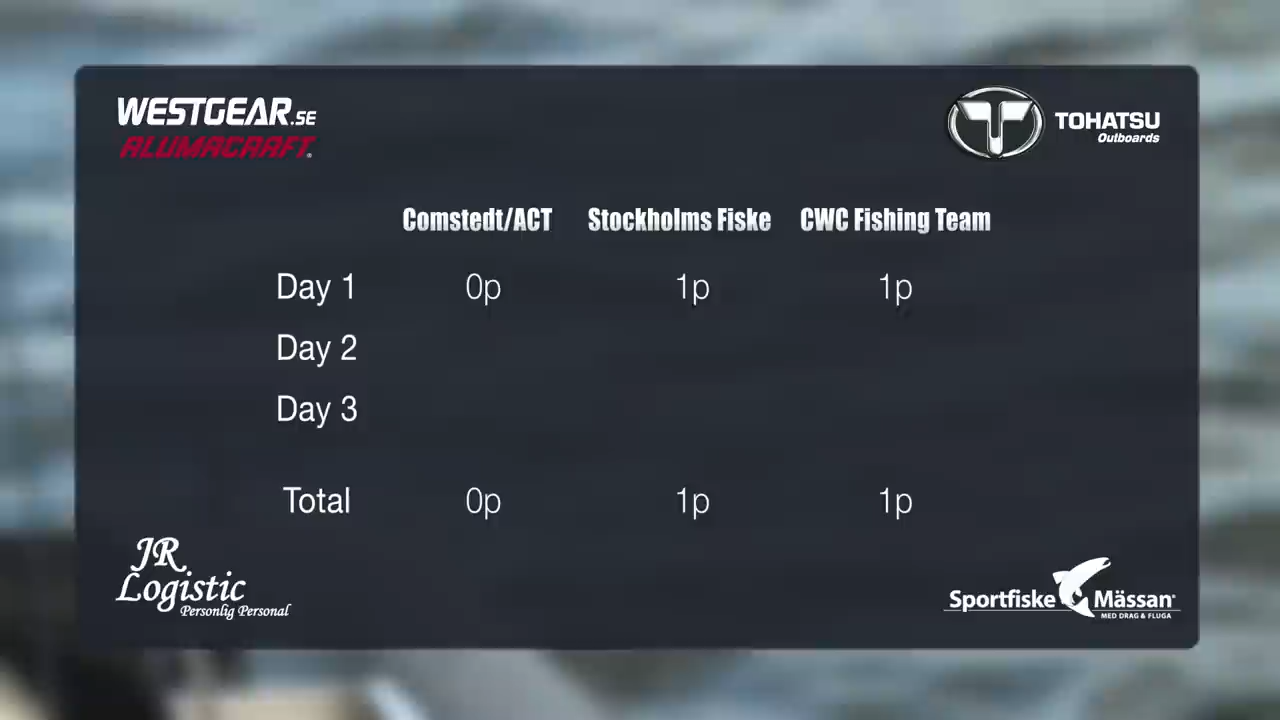 WESTGEAR.SE
ALUMACRAFT®
TOHATSU
Outboards
Comstedt/ACT Stockholms Fiske CWC Fishing Team
Day 1 0p 1p 1p
Day 2
Day 3
Total 0p 1p 1p
JR
Logistic
Personlig Personal
Sportfiske Mässan
MED DRAG & FLUGA